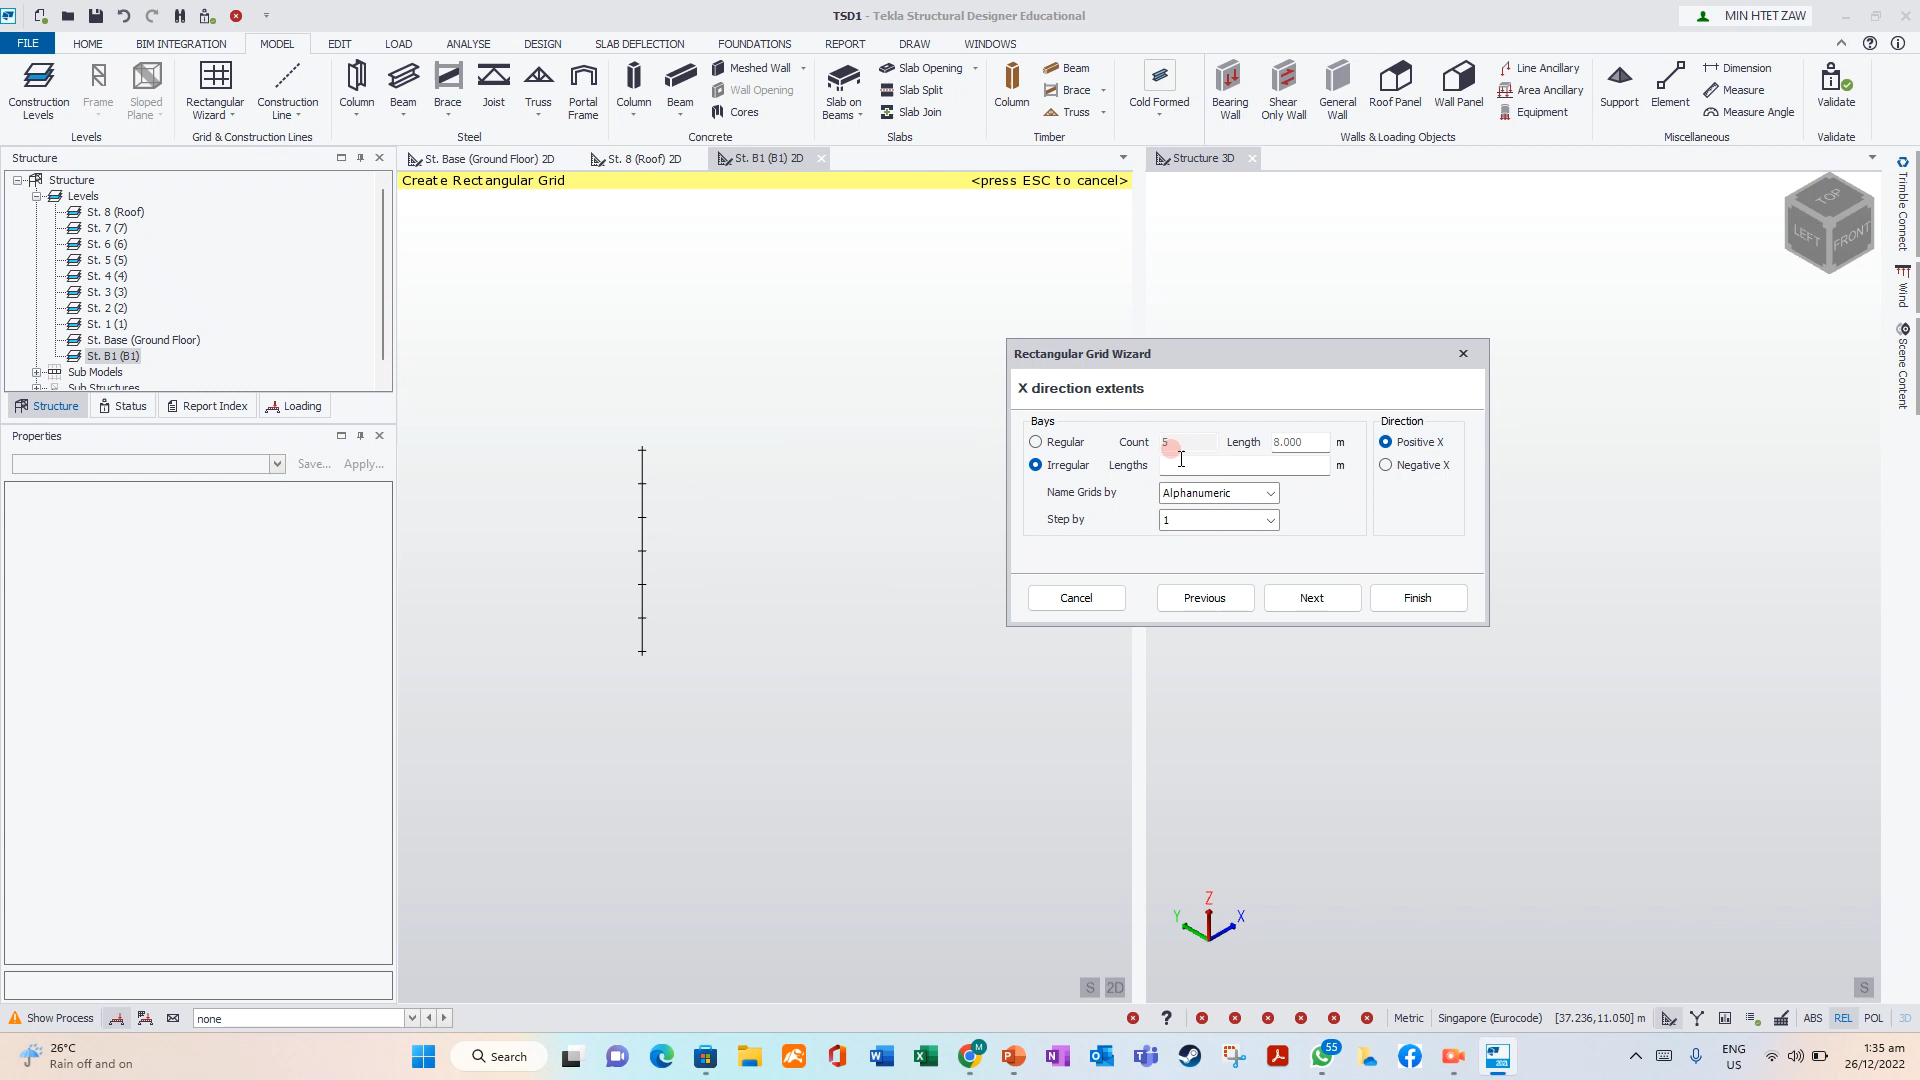 TSD1 - Tekla Structural Designer Educational
MIN HTET ZAW
FILE HOME BIM INTEGRATION MODEL EDIT LOAD ANALYSE DESIGN SLAB DEFLECTION FOUNDATIONS REPORT DRAW WINDOWS
Construction Levels
Frame
Sloped Plane
Levels
Rectangular Wizard
Construction Line
Grid & Construction Lines
Column
Beam
Brace
Joist
Truss
Portal Frame
Steel
Column
Beam
Meshed Wall
Wall Opening
Cores
Concrete
Slab on Beams
Slab Opening
Slab Split
Slab Join
Slabs
Column
Beam
Brace
Truss
Timber
Cold Formed
Bearing Wall
Shear Only Wall
General Wall
Roof Panel
Wall Panel
Line Ancillary
Area Ancillary
Equipment
Walls & Loading Objects
Support
Element
Dimension
Measure
Measure Angle
Miscellaneous
Validate
Validate
Structure
Structure
Levels
St. 8 (Roof)
St. 7 (7)
St. 6 (6)
St. 5 (5)
St. 4 (4)
St. 3 (3)
St. 2 (2)
St. 1 (1)
St. Base (Ground Floor)
St. B1 (B1)
Sub Models
Sub Structures
Structure Status Report Index Loading
Properties
Save... Apply...
St. Base (Ground Floor) 2D St. 8 (Roof) 2D St. B1 (B1) 2D
Create Rectangular Grid <press ESC to cancel>
S 2D
Structure 3D
TOP
LEFT
FRONT
Rectangular Grid Wizard
X direction extents
Bays
Regular Count 5 Length 8.000 m
Irregular Lengths m
Name Grids by Alphanumeric
Step by 1
Direction
Positive X
Negative X
Cancel Previous Next Finish
Z
Y
X
S
Trimble Connect
Wind
Scene Content
Show Process none Metric Singapore (Eurocode) [37.236,11.050] m ABS REL POL 3D
26°C
Rain off and on
Search
M
55
2021
ENG
US
1:35 am
26/12/2022